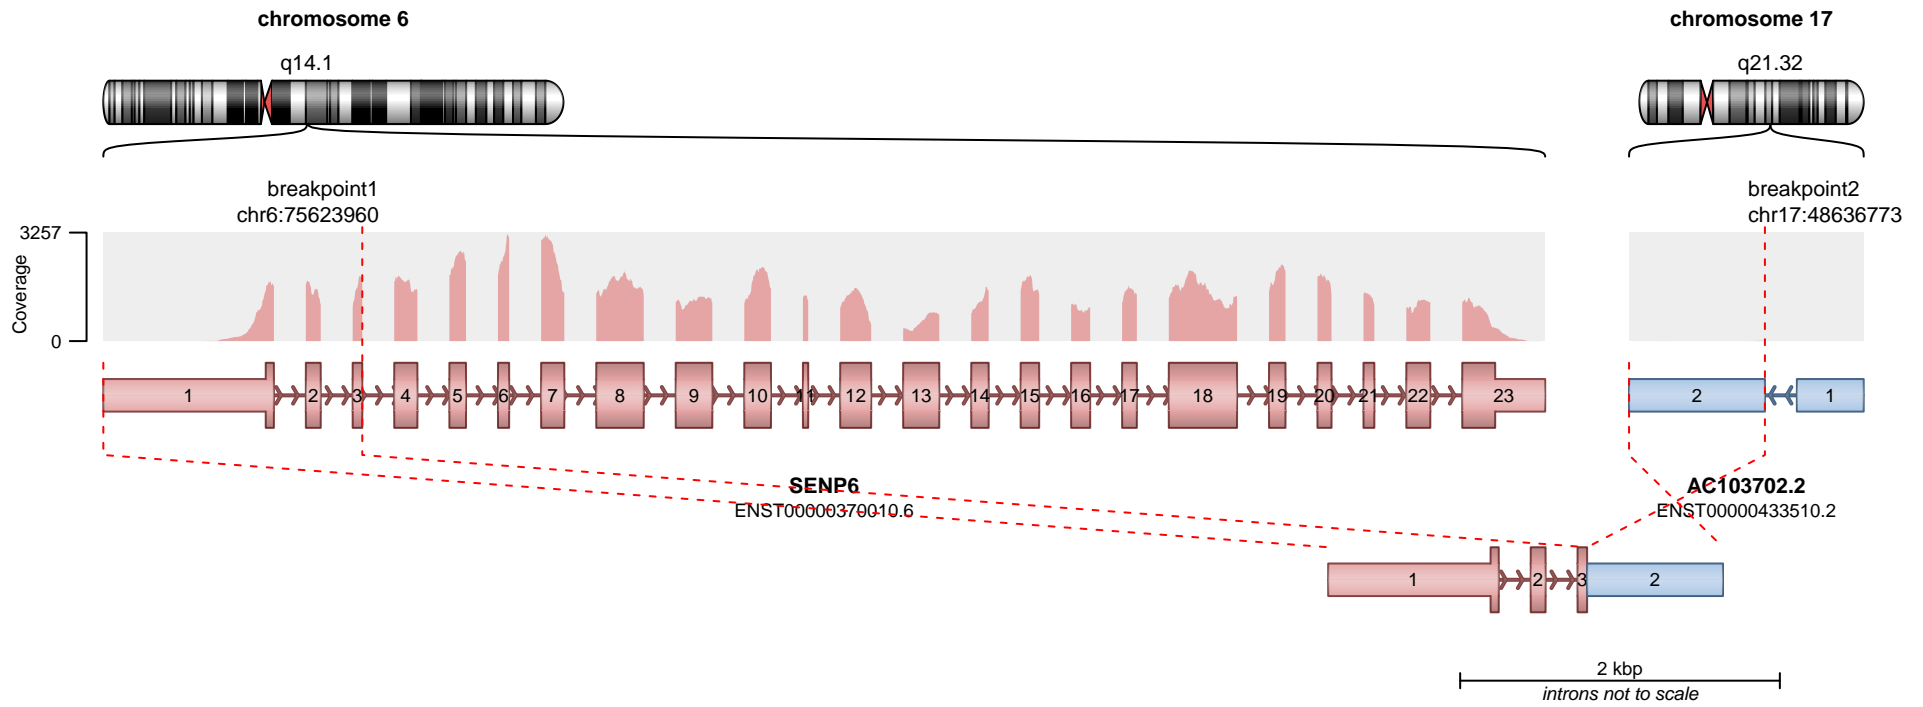 chromosome 6
chromosome 17
q14.1
q21.32
breakpoint1
chr6:75623960
breakpoint2
chr17:48636773
3257
Coverage
0
1 2 3 4 5 6 7 8 9 10 11 12 13 14 15 16 17 18 19 20 21 22 23
2 1
SENP6
ENST00000370010.6
AC103702.2
ENST00000433510.2
1 2 3 2
2 kbp
introns not to scale